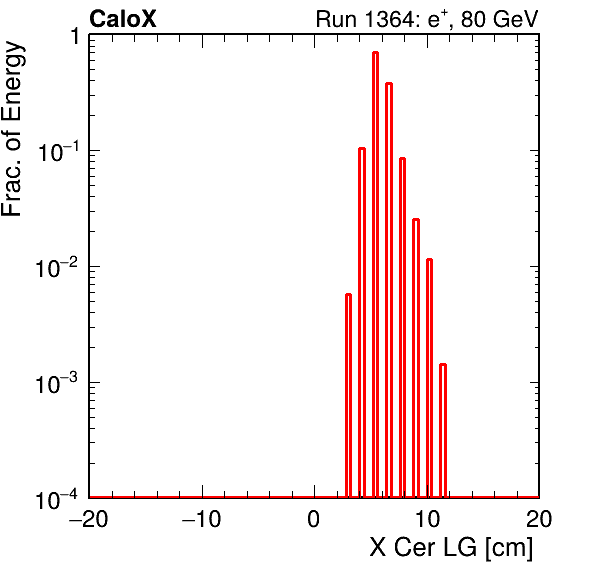 CaloX Run 1364: e⁺, 80 GeV
Frac. of Energy
1
10⁻¹
10⁻²
10⁻³
10⁻⁴
−20 −10 0 10 20
X Cer LG [cm]